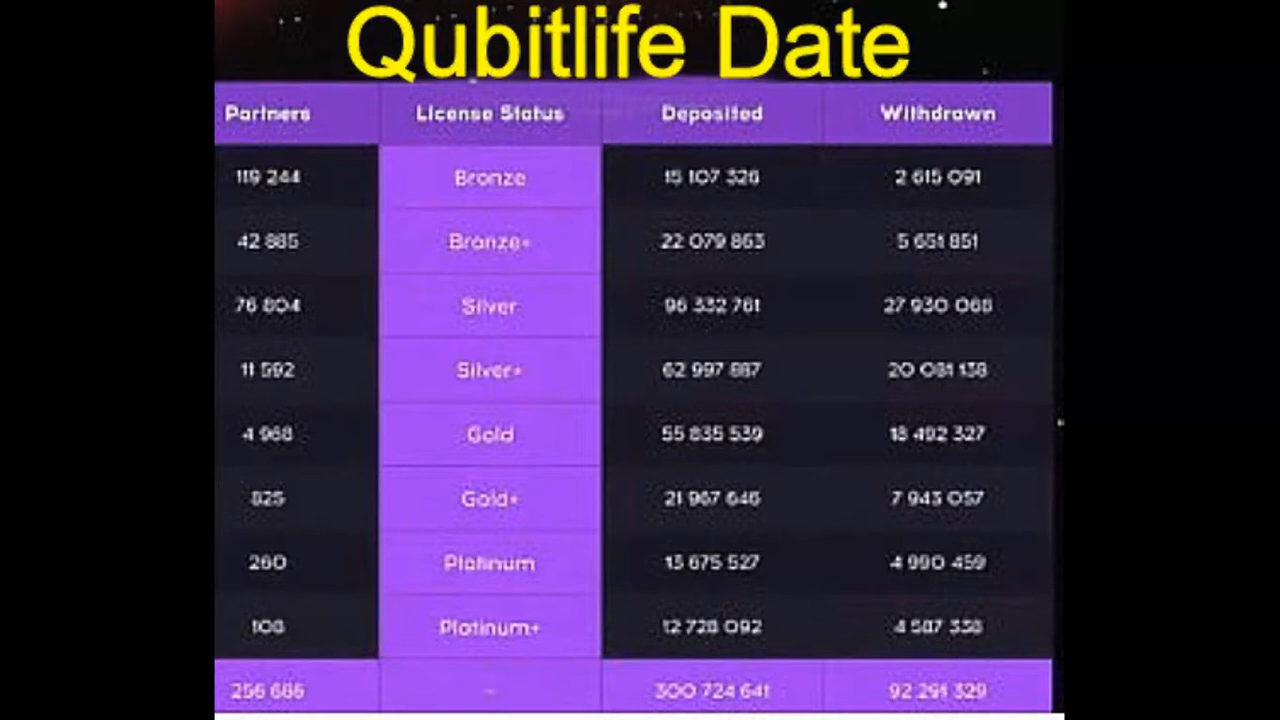 Qubitlife Date
Partners License Status Deposited Withdrawn
119 244 Bronze 15 107 326 2 615 091
42 885 Bronze+ 22 079 863 5 651 851
76 804 Silver 96 332 761 27 930 068
11 592 Silver+ 62 997 887 20 081 138
4 968 Gold 55 835 539 18 492 327
825 Gold+ 21 967 646 7 943 057
260 Platinum 13 675 527 4 990 459
108 Platinum+ 12 728 092 4 587 338
256 686 – 300 724 641 92 291 329